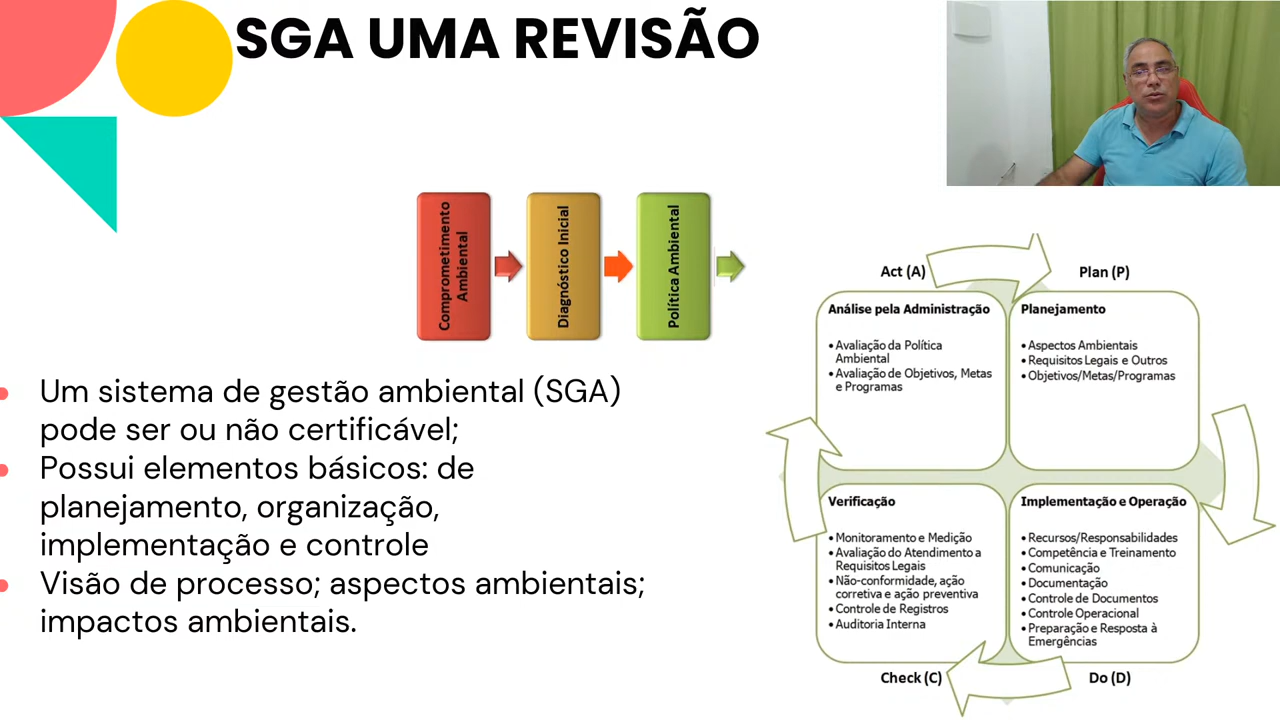 SGA UMA REVISÃO
Comprometimento
Ambiental
Diagnóstico Inicial
Política Ambiental
Um sistema de gestão ambiental (SGA)
pode ser ou não certificável;
Possui elementos básicos: de
planejamento, organização,
implementação e controle
Visão de processo; aspectos ambientais;
impactos ambientais.
Act (A)
Plan (P)
Análise pela Administração
• Avaliação da Política
Ambiental
• Avaliação de Objetivos, Metas
e Programas
Planejamento
• Aspectos Ambientais
• Requisitos Legais e Outros
• Objetivos/Metas/Programas
Verificação
• Monitoramento e Medição
• Avaliação do Atendimento a
Requisitos Legais
• Não-conformidade, ação
corretiva e ação preventiva
• Controle de Registros
• Auditoria Interna
Implementação e Operação
• Recursos/Responsabilidades
• Competência e Treinamento
• Comunicação
• Documentação
• Controle de Documentos
• Controle Operacional
• Preparação e Resposta à
Emergências
Check (C)
Do (D)